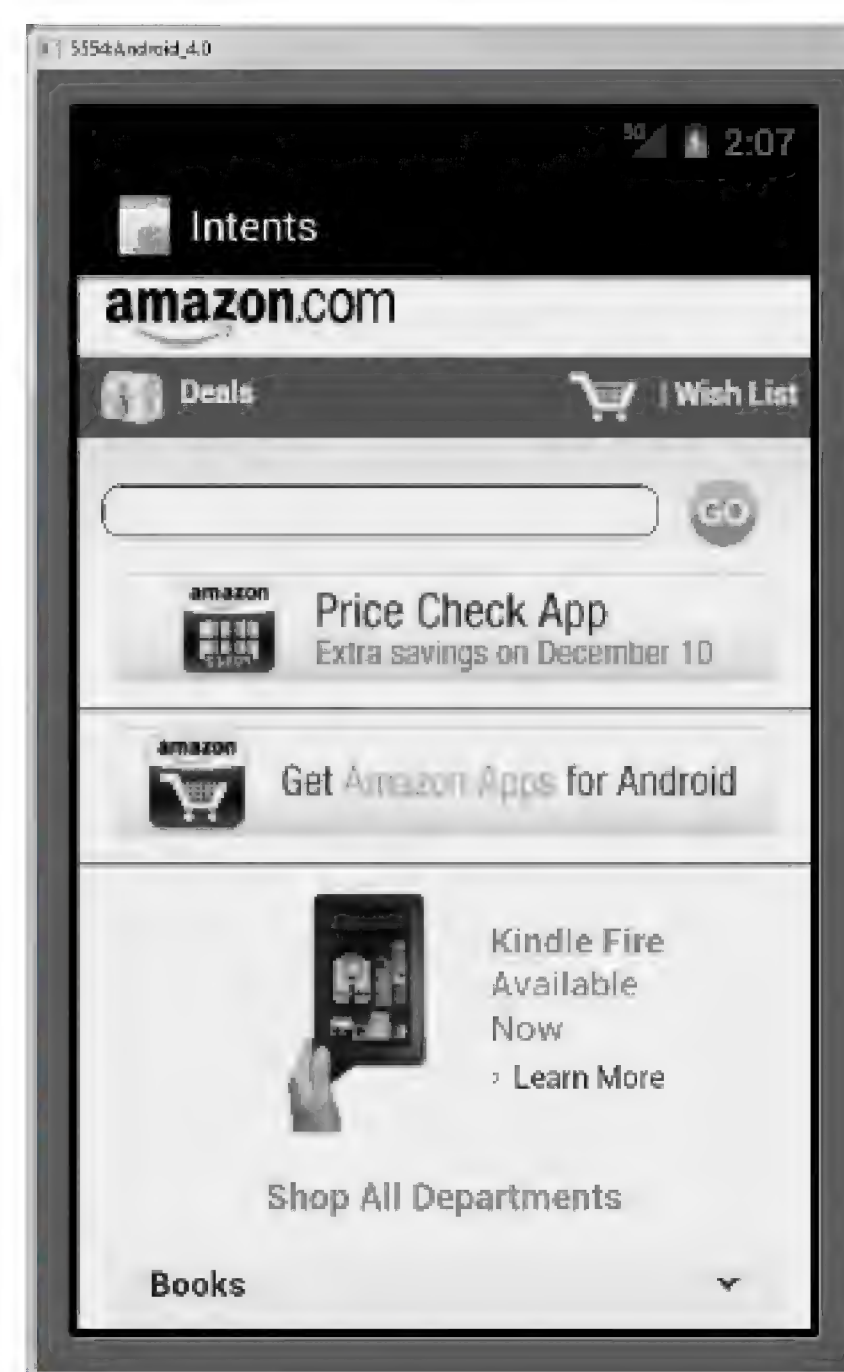 5554:Android_4.0
3G 2:07
Intents
amazon.com
Deals | Wish List
GO
amazon
Price Check App
Extra savings on December 10
amazon
Get Amazon Apps for Android
Kindle Fire
Available
Now
› Learn More
Shop All Departments
Books